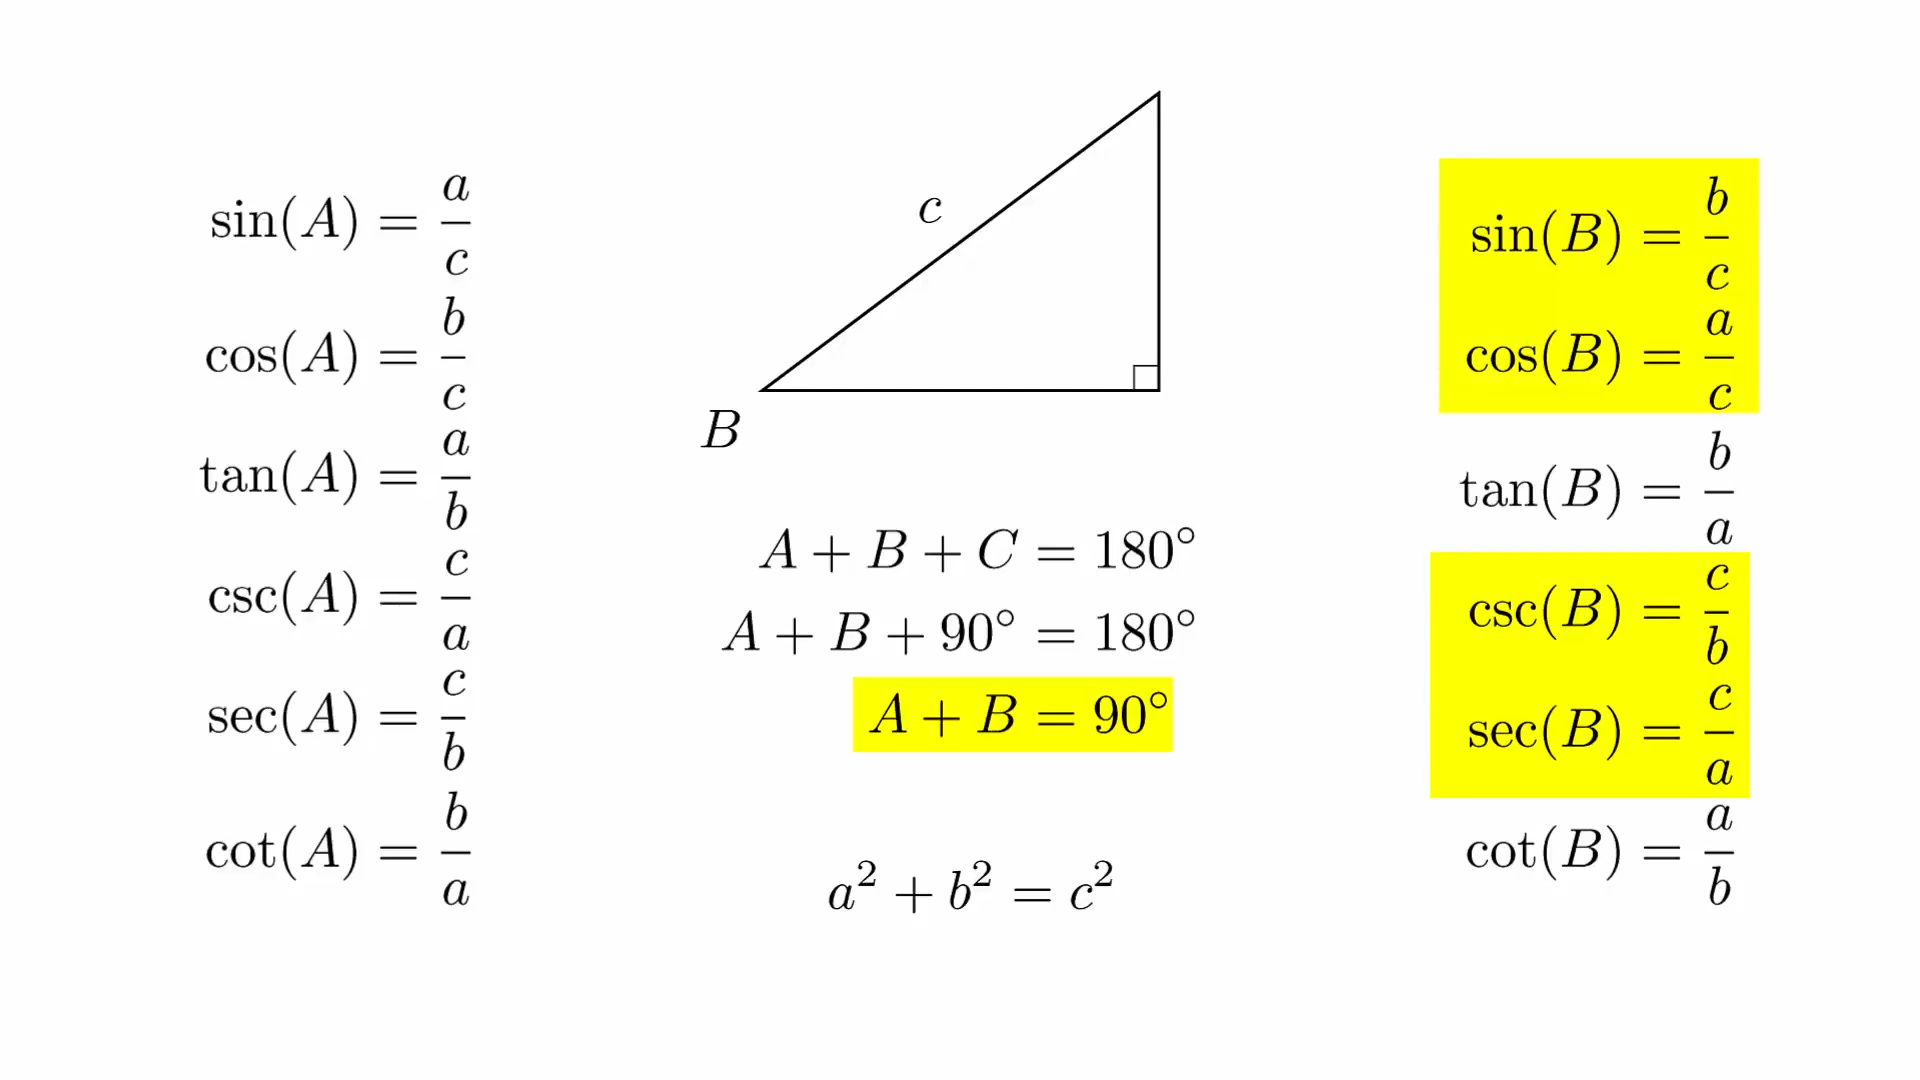 sin(A) = a/c
cos(A) = b/c
tan(A) = a/b
csc(A) = c/a
sec(A) = c/b
cot(A) = b/a
c
B
A + B + C = 180°
A + B + 90° = 180°
A + B = 90°
a² + b² = c²
sin(B) = b/c
cos(B) = a/c
tan(B) = b/a
csc(B) = c/b
sec(B) = c/a
cot(B) = a/b